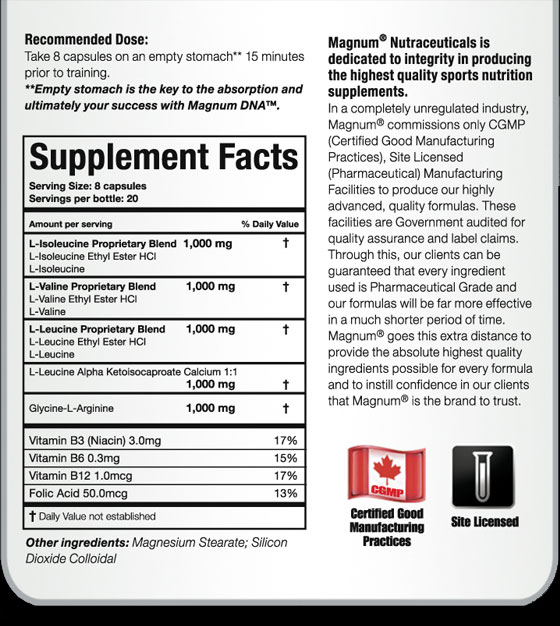 Recommended Dose:
Take 8 capsules on an empty stomach** 15 minutes
prior to training.
**Empty stomach is the key to the absorption and
ultimately your success with Magnum DNA™.
Supplement Facts
Serving Size: 8 capsules
Servings per bottle: 20
Amount per serving % Daily Value
L-Isoleucine Proprietary Blend 1,000 mg †
L-Isoleucine Ethyl Ester HCl
L-Isoleucine
L-Valine Proprietary Blend 1,000 mg †
L-Valine Ethyl Ester HCl
L-Valine
L-Leucine Proprietary Blend 1,000 mg †
L-Leucine Ethyl Ester HCl
L-Leucine
L-Leucine Alpha Ketoisocaproate Calcium 1:1
1,000 mg †
Glycine-L-Arginine 1,000 mg †
Vitamin B3 (Niacin) 3.0mg 17%
Vitamin B6 0.3mg 15%
Vitamin B12 1.0mcg 17%
Folic Acid 50.0mcg 13%
† Daily Value not established
Other ingredients: Magnesium Stearate; Silicon
Dioxide Colloidal
Magnum® Nutraceuticals is
dedicated to integrity in producing
the highest quality sports nutrition
supplements.
In a completely unregulated industry,
Magnum® commissions only CGMP
(Certified Good Manufacturing
Practices), Site Licensed
(Pharmaceutical) Manufacturing
Facilities to produce our highly
advanced, quality formulas. These
facilities are Government audited for
quality assurance and label claims.
Through this, our clients can be
guaranteed that every ingredient
used is Pharmaceutical Grade and
our formulas will be far more effective
in a much shorter period of time.
Magnum® goes this extra distance to
provide the absolute highest quality
ingredients possible for every formula
and to instill confidence in our clients
that Magnum® is the brand to trust.
CGMP
Certified Good
Manufacturing
Practices
Site Licensed